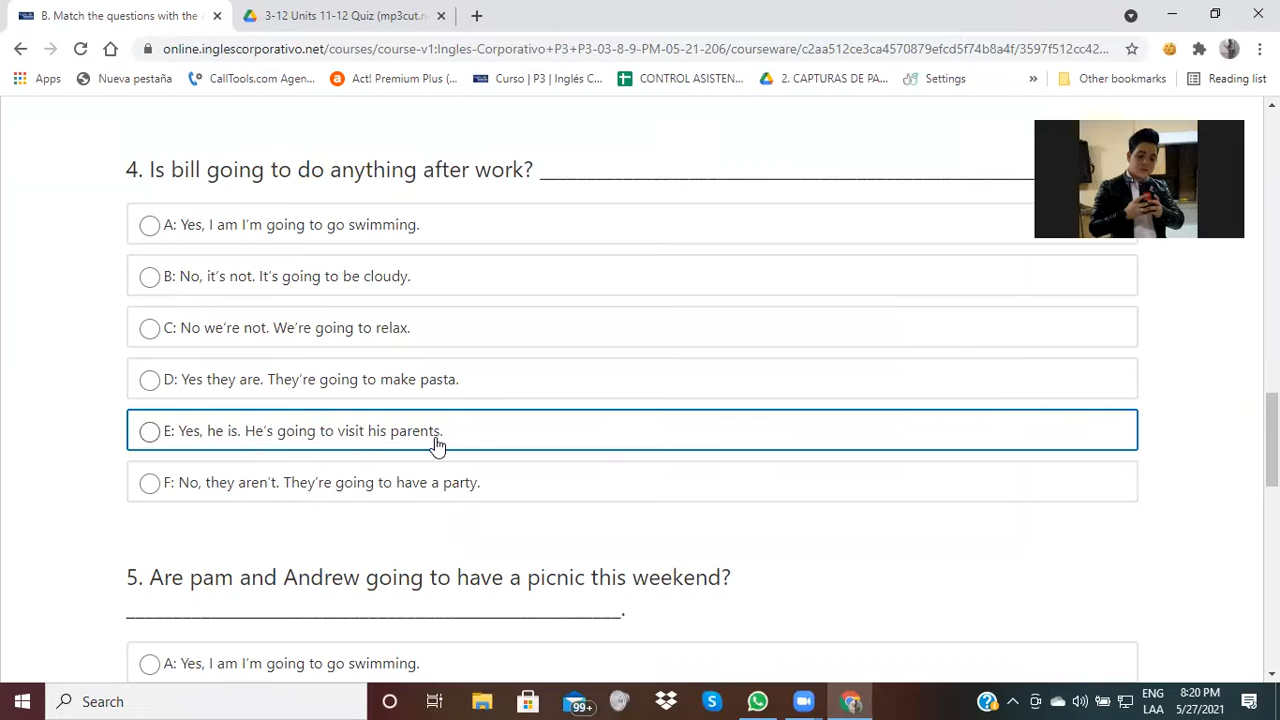 B. Match the questions with the
3-12 Units 11-12 Quiz (mp3cut.n
online.inglescorporativo.net/courses/course-v1:Ingles-Corporativo+P3+P3-03-8-9-PM-05-21-206/courseware/c2aa512ce3ca4570879efcd5f74b8a4f/3597f512cc42...
Apps Nueva pestaña CallTools.com Agen... Act! Premium Plus (... Curso | P3 | Inglés C... CONTROL ASISTEN... 2. CAPTURAS DE PA... Settings » Other bookmarks Reading list
4. Is bill going to do anything after work? ___________________________________________
A: Yes, I am I'm going to go swimming.
B: No, it's not. It's going to be cloudy.
C: No we're not. We're going to relax.
D: Yes they are. They're going to make pasta.
E: Yes, he is. He's going to visit his parents.
F: No, they aren't. They're going to have a party.
5. Are pam and Andrew going to have a picnic this weekend?
___________________________________________.
A: Yes, I am I'm going to go swimming.
Search
99+
ENG
LAA
8:20 PM
5/27/2021